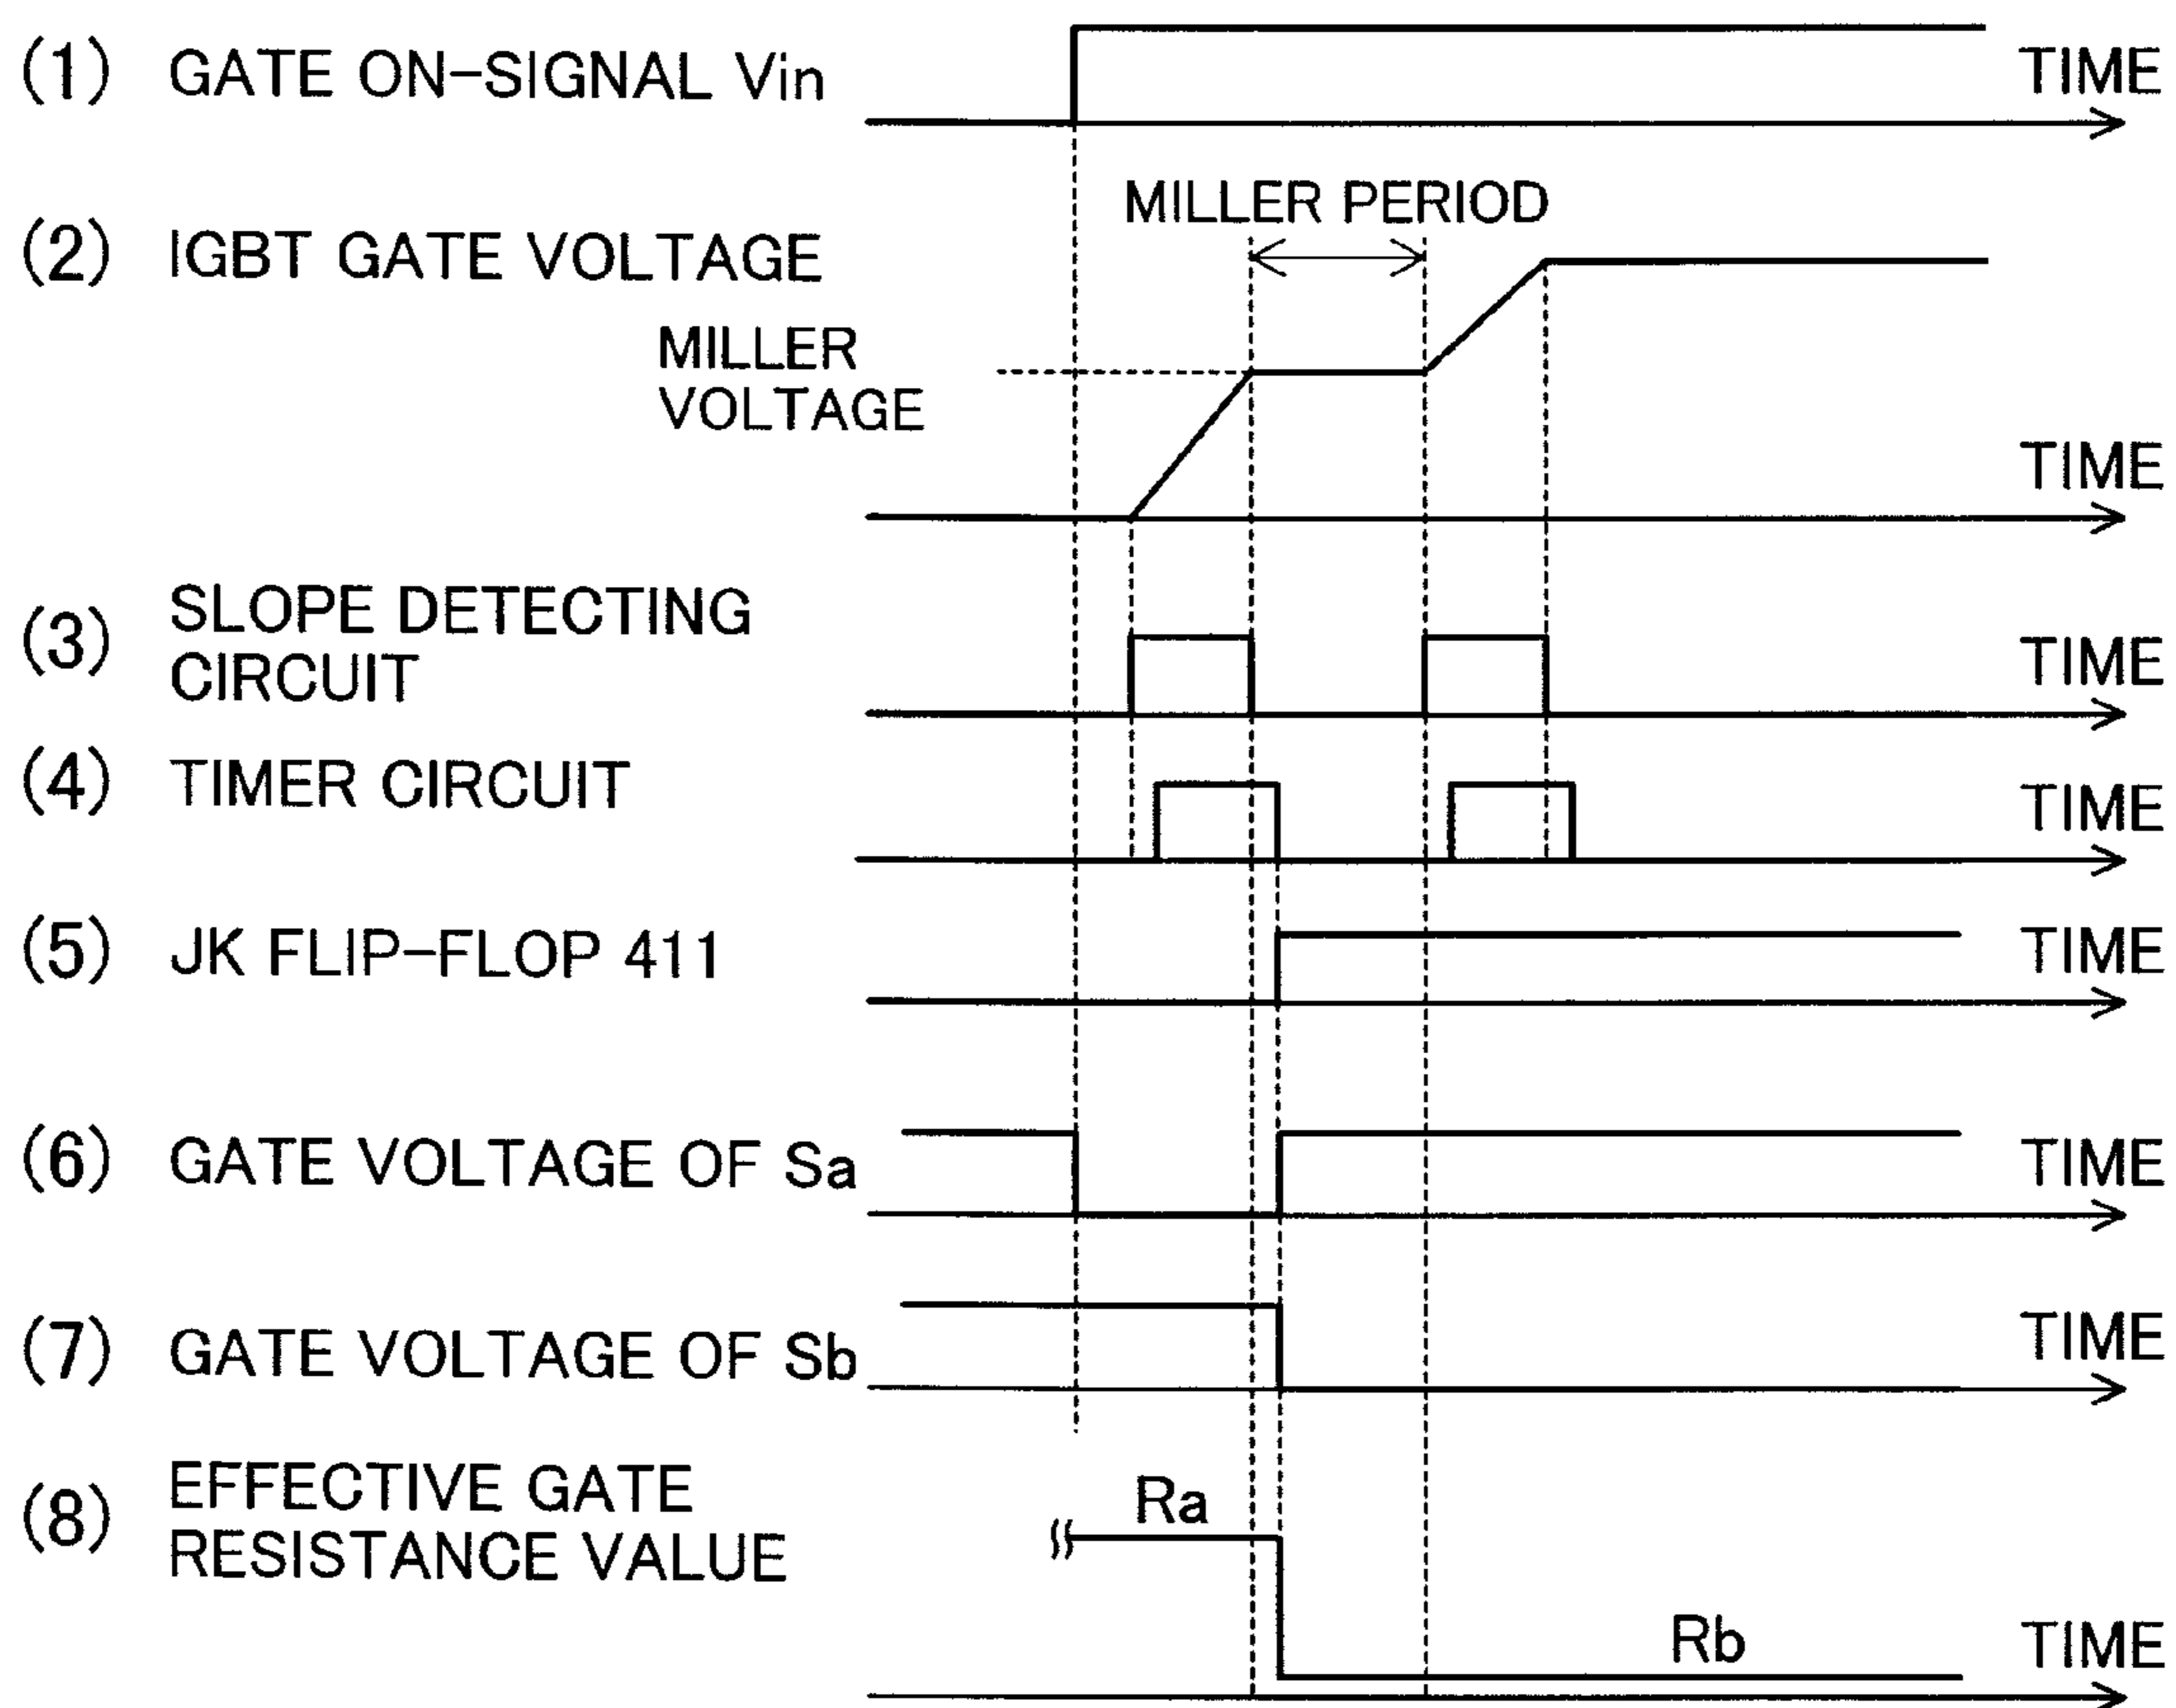 (1) GATE ON-SIGNAL Vin
TIME
MILLER PERIOD
(2) IGBT GATE VOLTAGE
MILLER
VOLTAGE
TIME
(3) SLOPE DETECTING
CIRCUIT
TIME
(4) TIMER CIRCUIT
TIME
(5) JK FLIP-FLOP 411
TIME
(6) GATE VOLTAGE OF Sa
TIME
(7) GATE VOLTAGE OF Sb
TIME
(8) EFFECTIVE GATE
RESISTANCE VALUE
Ra
Rb
TIME